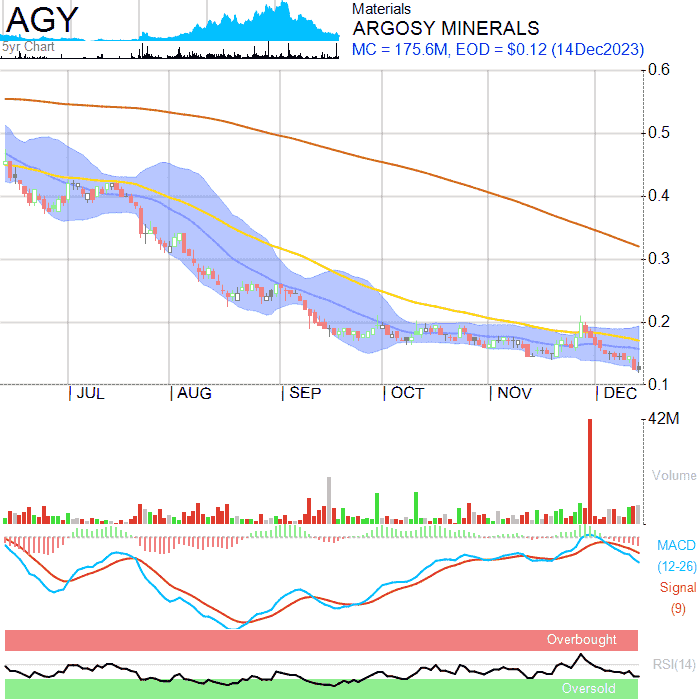 AGY
5yr Chart
Materials
ARGOSY MINERALS
MC = 175.6M, EOD = $0.12 (14Dec2023)
0.6
0.5
0.4
0.3
0.2
0.1
JUL AUG SEP OCT NOV DEC
42M
Volume
MACD
(12-26)
Signal
(9)
Overbought
RSI(14)
Oversold